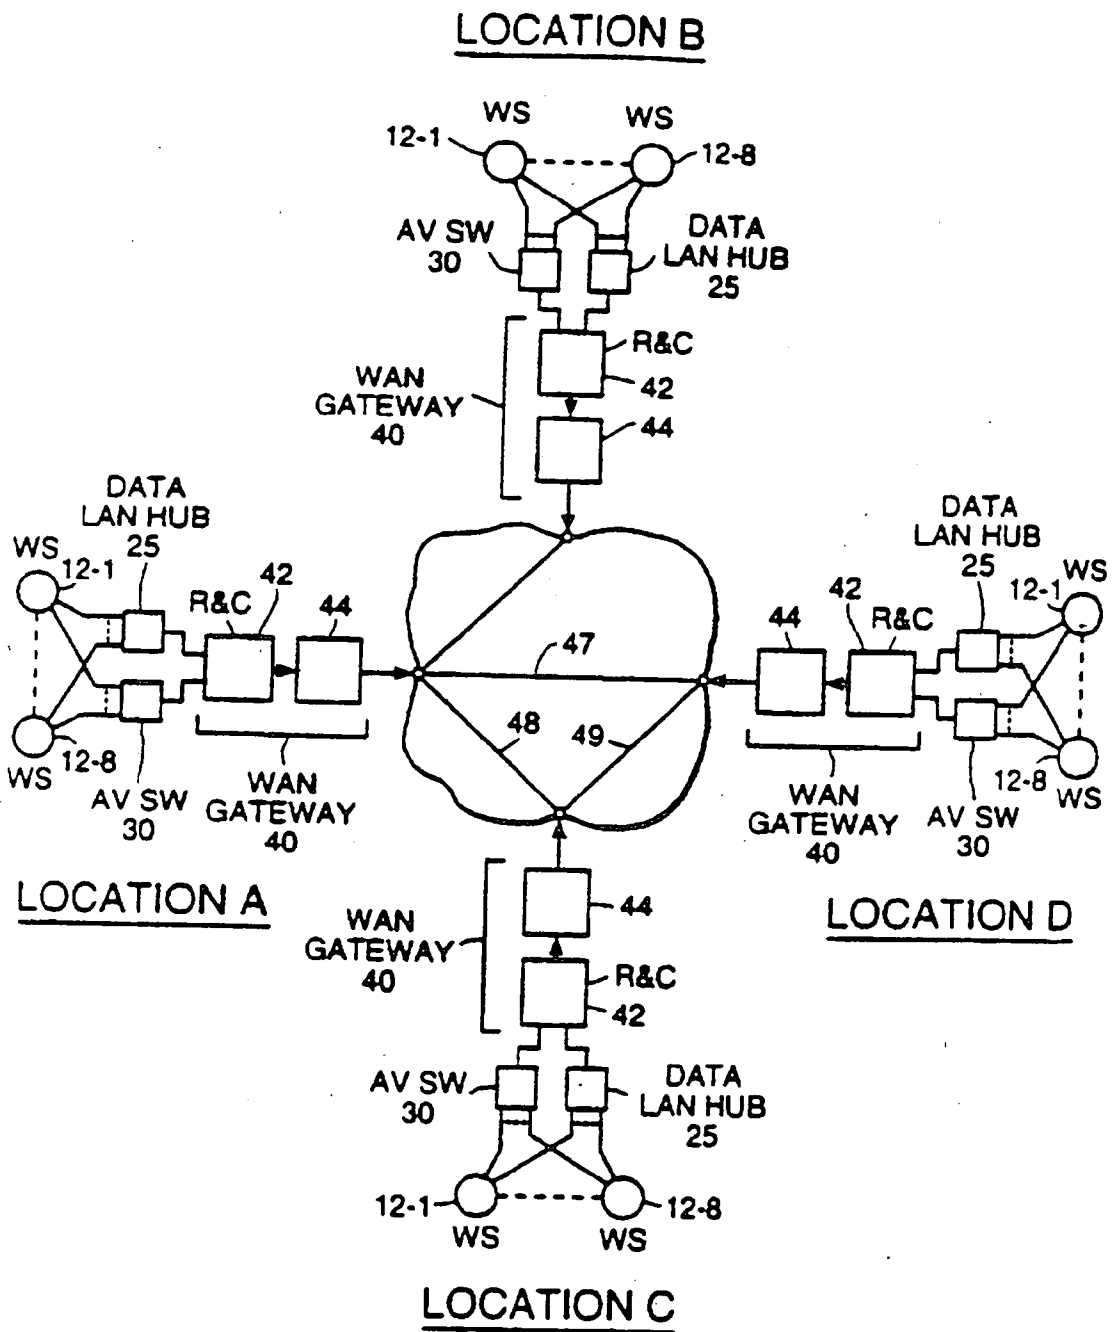 LOCATION B
WS
WS
12-1
12-8
AV SW
30
DATA
LAN HUB
25
R&C
42
WAN
GATEWAY
40
44
DATA
LAN HUB
25
WS
12-1
42
R&C
44
12-8
WS
AV SW
30
WAN
GATEWAY
40
LOCATION A
47
48
49
DATA
LAN HUB
25
12-1
WS
42
44
R&C
12-8
WS
WAN
GATEWAY
40
AV SW
30
LOCATION D
44
WAN
GATEWAY
40
R&C
42
AV SW
30
DATA
LAN HUB
25
12-1
12-8
WS
WS
LOCATION C